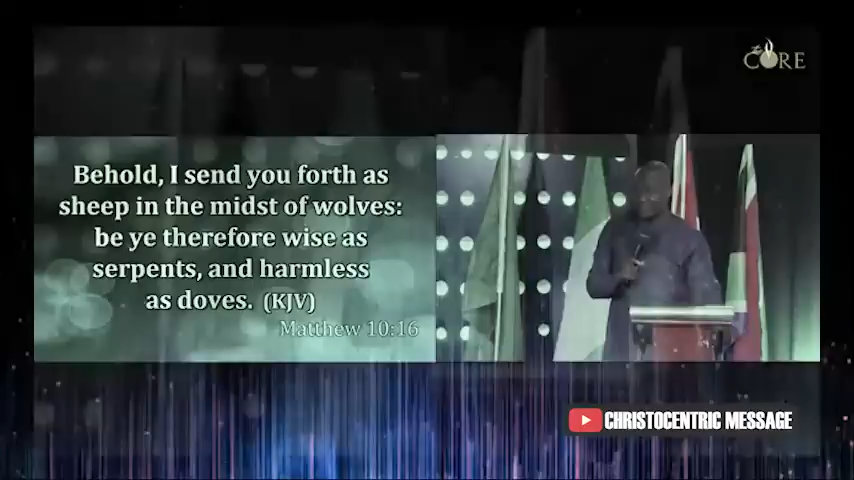 the
CORE
Behold, I send you forth as
sheep in the midst of wolves:
be ye therefore wise as
serpents, and harmless
as doves. (KJV)
Matthew 10:16
CHRISTOCENTRIC MESSAGE